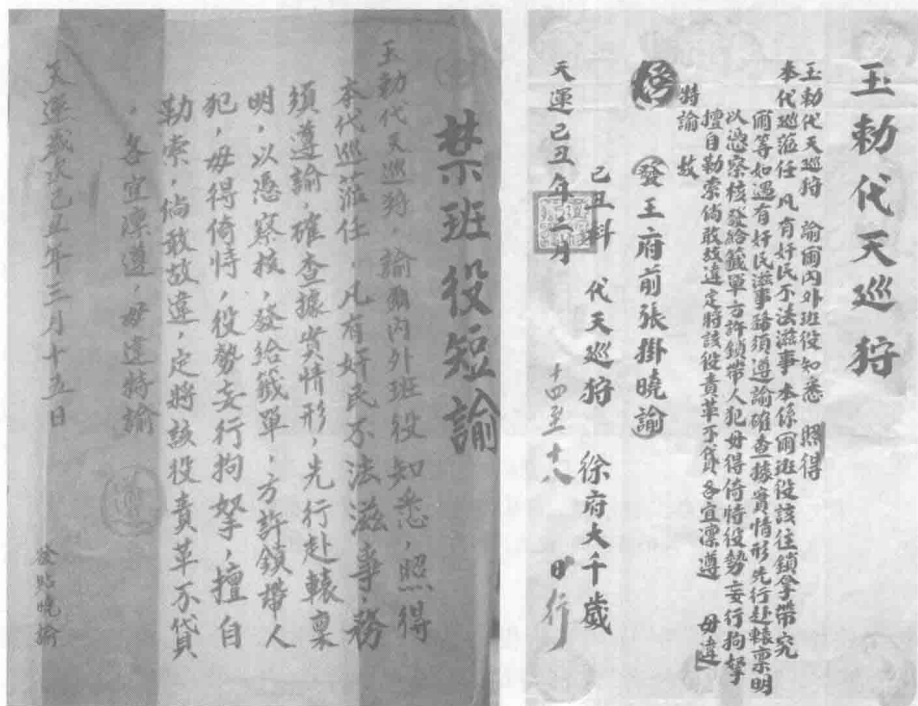 玉勅代天巡狩
玉勅代天巡狩 諭爾內外班役知悉 照得
本代巡蒞任凡有奸民不法滋事本係爾班役該往鎖拿帶究
爾等如遇有奸民滋事務須遵諭確查據實情形先行赴轅稟明
以憑察核發給籤單方許鎖帶人犯毋得倚恃役勢妄行拘拏
擅自勒索倘敢故違定將該役責革不貸各宜凜遵 毋違
特諭
發王府前張掛曉諭
己丑科 代天巡狩 徐府大千歲
天運己丑年二月 十四至十八 日行
禁班役短諭
玉勅代天巡狩,諭爾內外班役知悉,照得
本代巡蒞任,凡有奸民不法滋事,務
須遵諭,確查據實情形,先行赴轅稟
明,以憑察核,發給籤單,方許鎖帶人
犯,毋得倚恃,役勢妄行拘拏,擅自
勒索,倘敢故違,定將該役責革不貸
,各宜凜遵,毋違特諭
天運歲次己丑年三月十五日
發貼曉諭